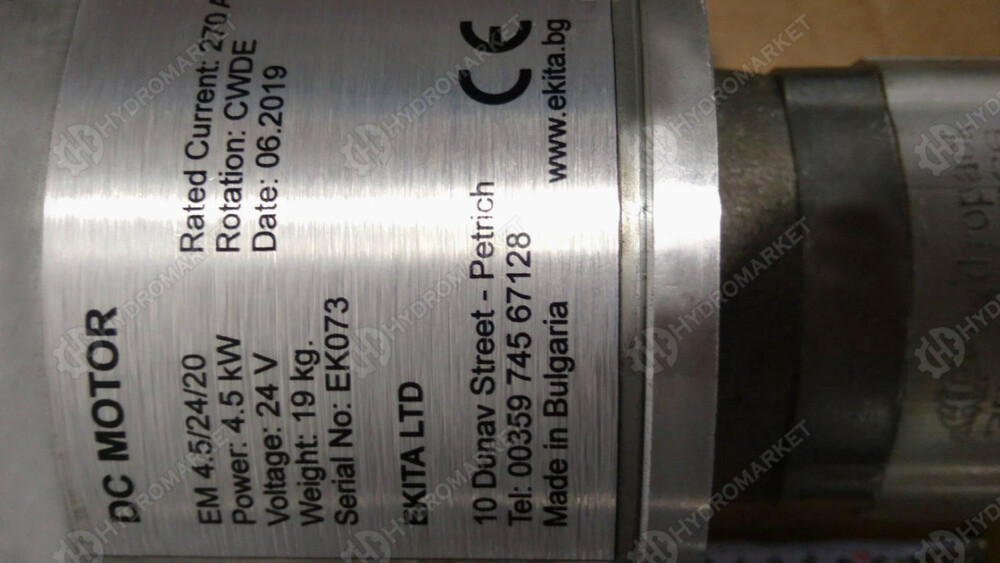 DC MOTOR
EM 4.5/24/20
Power: 4.5 kW
Voltage: 24 V
Weight: 19 kg.
Serial No: EK073
Rated Current: 270 A
Rotation: CWDE
Date: 06.2019
EKITA LTD
10 Dunav Street - Petrich
Tel: 00359 745 67128
Made in Bulgaria
CE
www.ekita.bg
HYDROMARKET